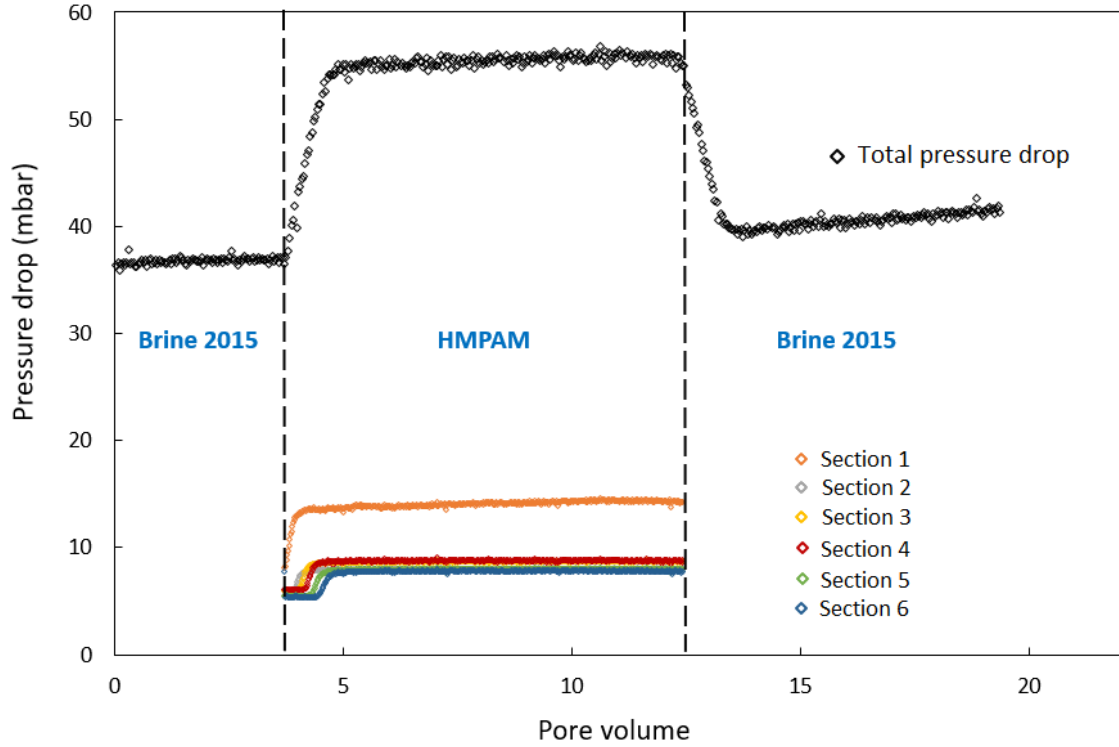 60
50
40
30
20
10
0
Pressure drop (mbar)
Total pressure drop
Brine 2015
HMPAM
Brine 2015
Section 1
Section 2
Section 3
Section 4
Section 5
Section 6
0
5
10
15
20
Pore volume